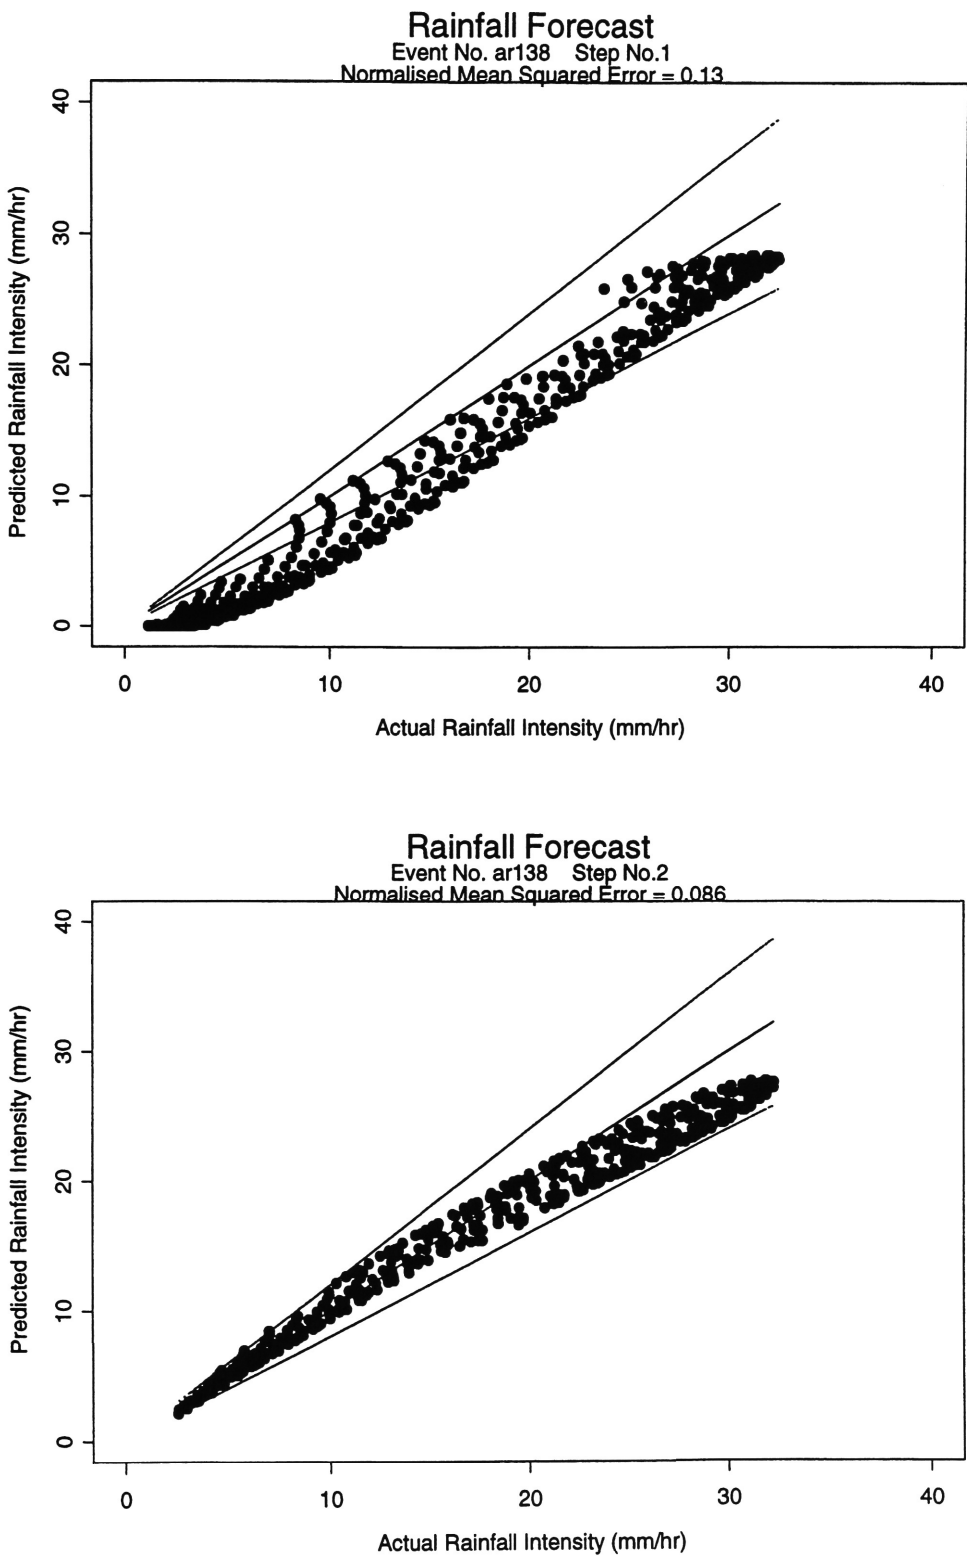 Rainfall Forecast
Event No. ar138 Step No.1
Normalised Mean Squared Error = 0.13
40
30
20
10
0
Predicted Rainfall Intensity (mm/hr)
0 10 20 30 40
Actual Rainfall Intensity (mm/hr)
Rainfall Forecast
Event No. ar138 Step No.2
Normalised Mean Squared Error = 0.086
40
30
20
10
0
Predicted Rainfall Intensity (mm/hr)
0 10 20 30 40
Actual Rainfall Intensity (mm/hr)